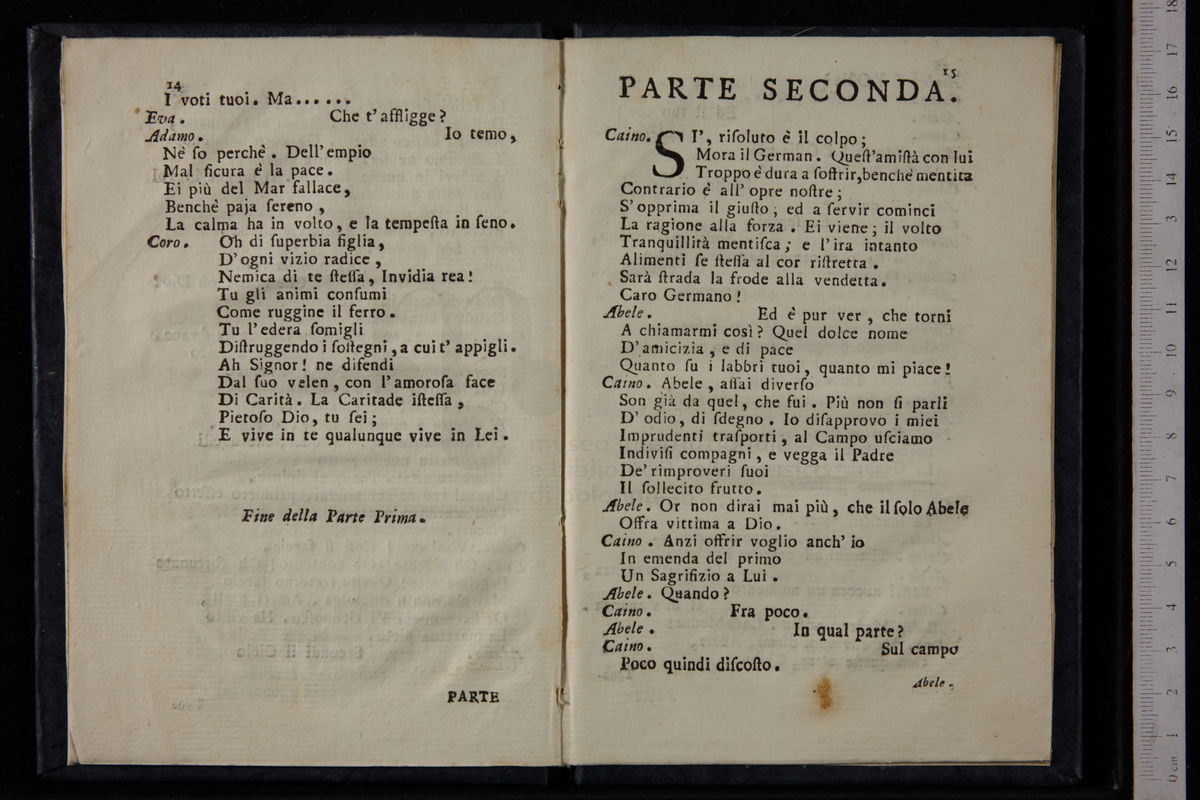 14
I voti tuoi. Ma......
Eva. Che t'affligge?
Adamo. Io temo,
Nè ſo perchè. Dell'empio
Mal ſicura è la pace.
Ei più del Mar fallace,
Benchè paja ſereno,
La calma ha in volto, e la tempeſta in ſeno.
Coro. Oh di ſuperbia figlia,
D'ogni vizio radice,
Nemica di te ſteſſa, Invidia rea!
Tu gli animi conſumi
Come ruggine il ferro.
Tu l'edera ſomigli
Diſtruggendo i ſoſtegni, a cui t'appigli.
Ah Signor! ne difendi
Dal ſuo velen, con l'amoroſa face
Di Carità. La Caritade iſteſſa,
Pietoſo Dio, tu ſei;
E vive in te qualunque vive in Lei.
Fine della Parte Prima.
PARTE
15
PARTE SECONDA.
Caino. SI', riſoluto è il colpo;
Mora il German. Queſt'amiſtà con lui
Troppo è dura a ſoffrir, benchè mentita
Contrario è all' opre noſtre;
S'opprima il giuſto; ed a ſervir cominci
La ragione alla forza. Ei viene; il volto
Tranquillità mentiſca; e l'ira intanto
Alimenti ſe ſteſſa al cor riſtretta.
Sarà ſtrada la frode alla vendetta.
Caro Germano!
Abele. Ed è pur ver, che torni
A chiamarmi così? Quel dolce nome
D'amicizia, e di pace
Quanto ſu i labbri tuoi, quanto mi piace!
Caino. Abele, aſſai diverſo
Son già da quel, che fui. Più non ſi parli
D' odio, di ſdegno. Io diſapprovo i miei
Imprudenti traſporti, al Campo uſciamo
Indiviſi compagni, e vegga il Padre
De' rimproveri ſuoi
Il ſollecito frutto.
Abele. Or non dirai mai più, che il ſolo Abele
Offra vittima a Dio.
Caino. Anzi offrir voglio anch' io
In emenda del primo
Un Sagrifizio a Lui.
Abele. Quando?
Caino. Fra poco.
Abele. In qual parte?
Caino. Sul campo
Poco quindi diſcoſto.
Abele.